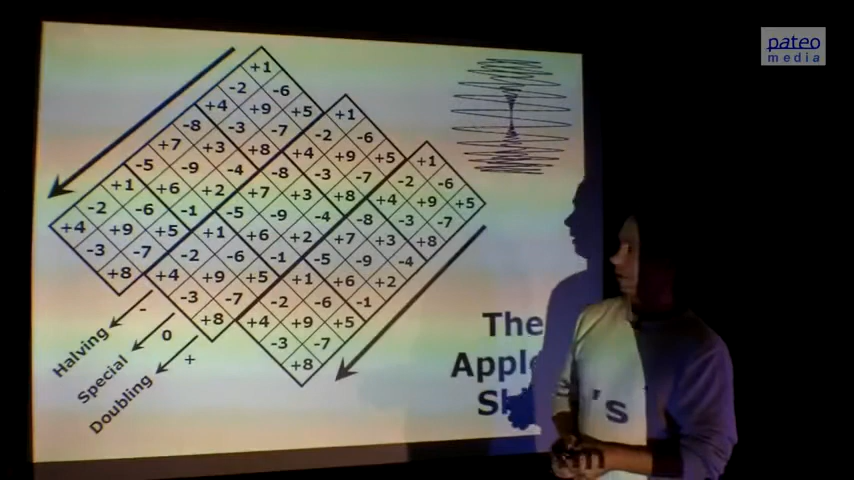 +1
-2 -6
+4 +9 +5 +1
-8 -3 -7 -2 -6
+7 +3 +8 +4 +9 +5 +1
-5 -9 -4 -8 -3 -7 -2 -6
+1 +6 +2 +7 +3 +8 +4 +9 +5
-2 -6 -1 -5 -9 -4 -8 -3 -7
+4 +9 +5 +1 +6 +2 +7 +3 +8
-3 -7 -2 -6 -1 -5 -9 -4
+8 +4 +9 +5 +1 +6 +2
-3 -7 -2 -6 -1
+8 +4 +9 +5
-3 -7
+8
Halving -
Special 0
Doubling +
The
pateo
media